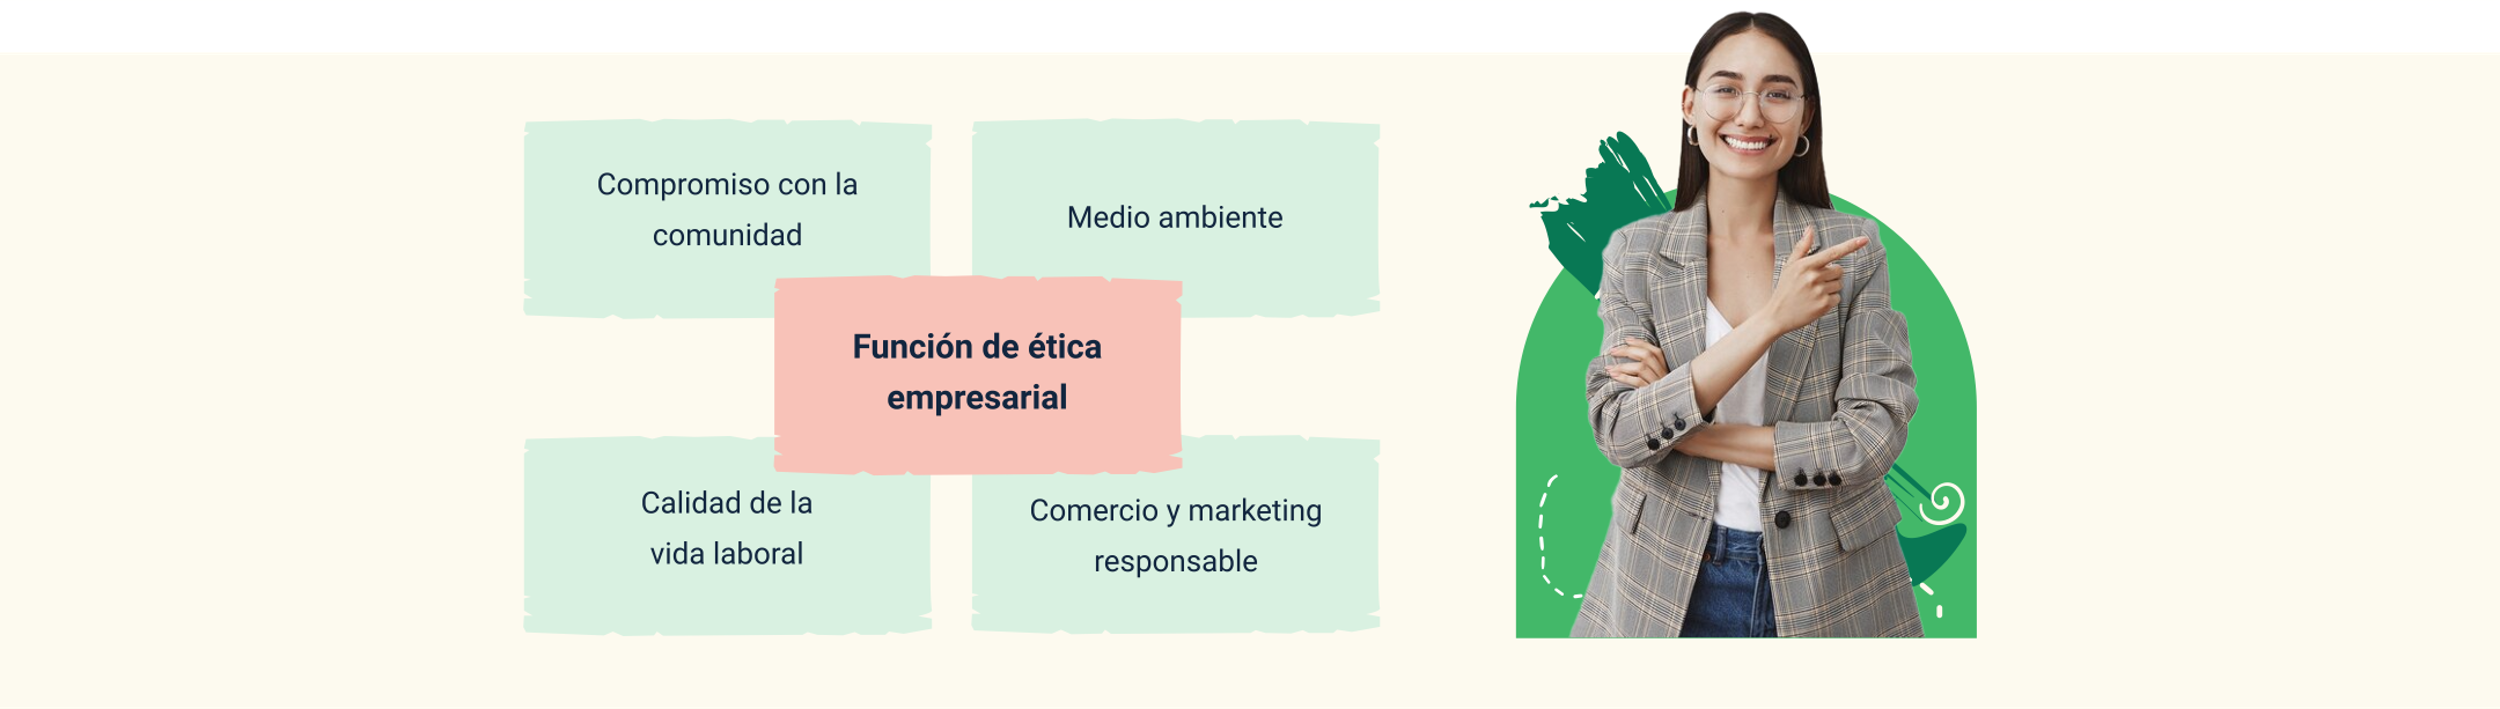 Compromiso con la
comunidad
Medio ambiente
Función de ética
empresarial
Calidad de la
vida laboral
Comercio y marketing
responsable